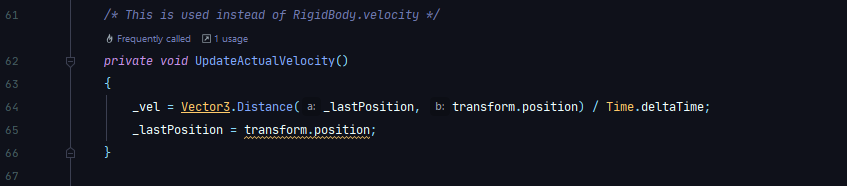 61 /* This is used instead of RigidBody.velocity */
Frequently called 1 usage
62 private void UpdateActualVelocity()
63 {
64 _vel = Vector3.Distance( a: _lastPosition, b: transform.position) / Time.deltaTime;
65 _lastPosition = transform.position;
66 }
67